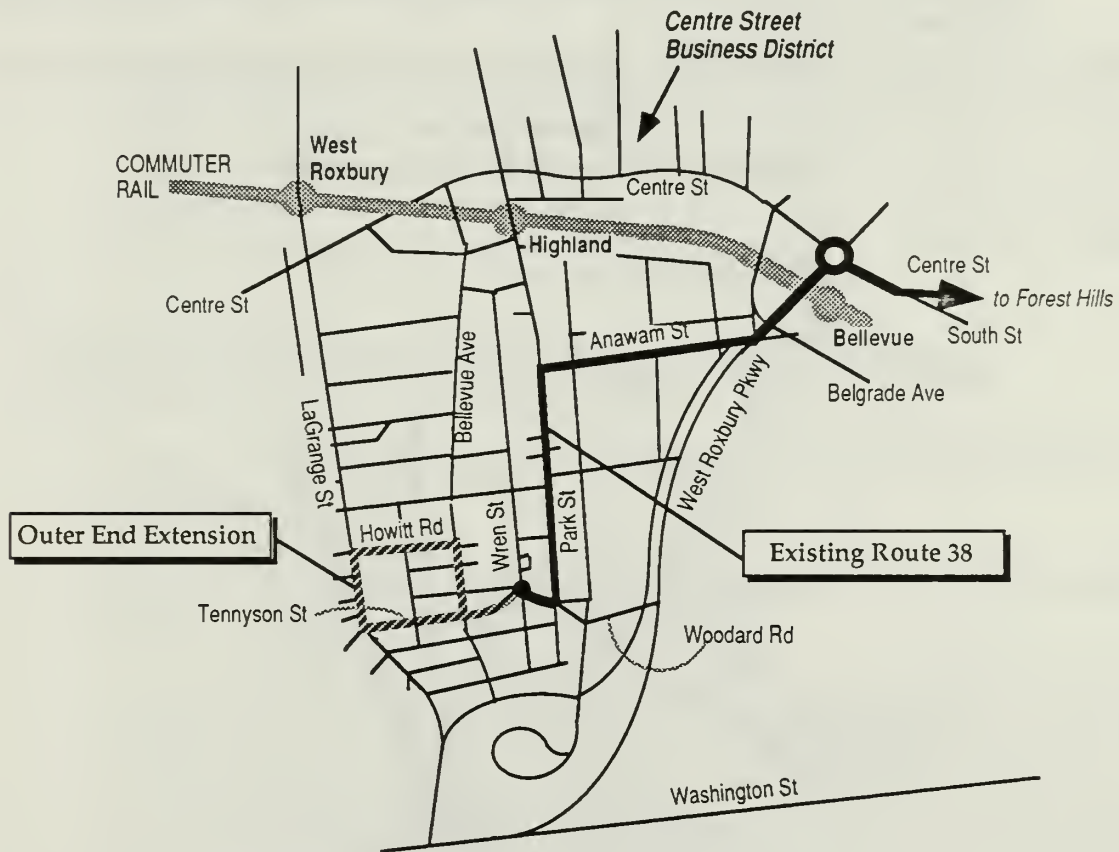 Centre Street
Business District
West
Roxbury
COMMUTER
RAIL
Centre St
Highland
Centre St
to Forest Hills
Centre St
South St
Bellevue
Anawam St
Belgrade Ave
Bellevue Ave
LaGrange St
West Roxbury Pkwy
Outer End Extension
Howitt Rd
Wren St
Park St
Existing Route 38
Tennyson St
Woodard Rd
Washington St